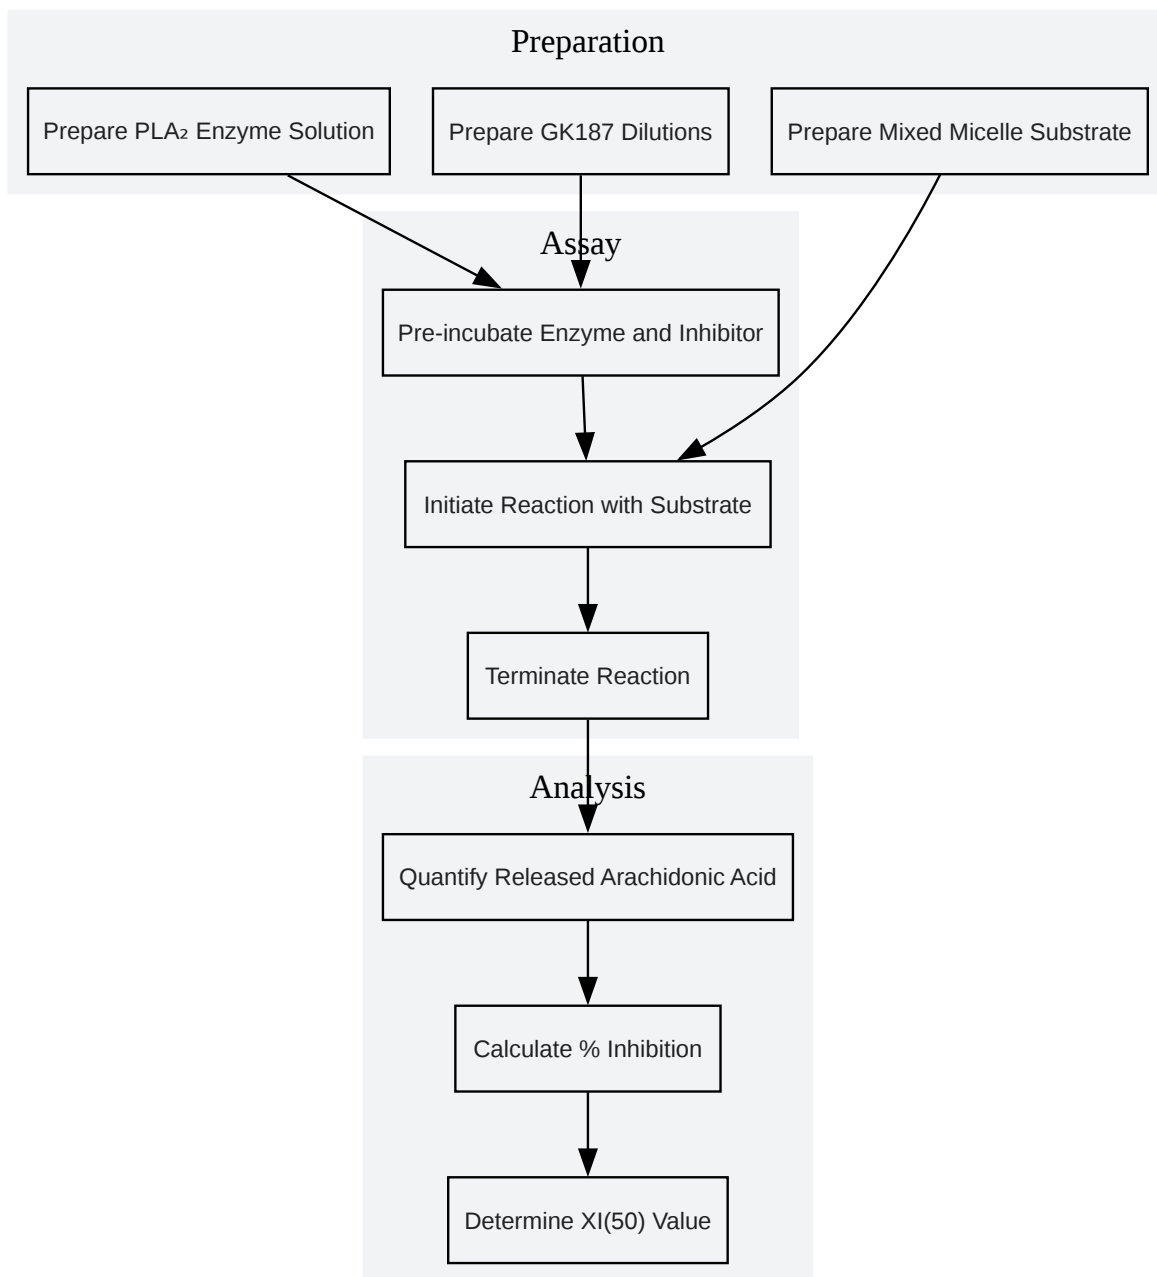 Preparation
Prepare PLA₂ Enzyme Solution
Prepare GK187 Dilutions
Prepare Mixed Micelle Substrate
Assay
Pre-incubate Enzyme and Inhibitor
Initiate Reaction with Substrate
Terminate Reaction
Analysis
Quantify Released Arachidonic Acid
Calculate % Inhibition
Determine XI(50) Value